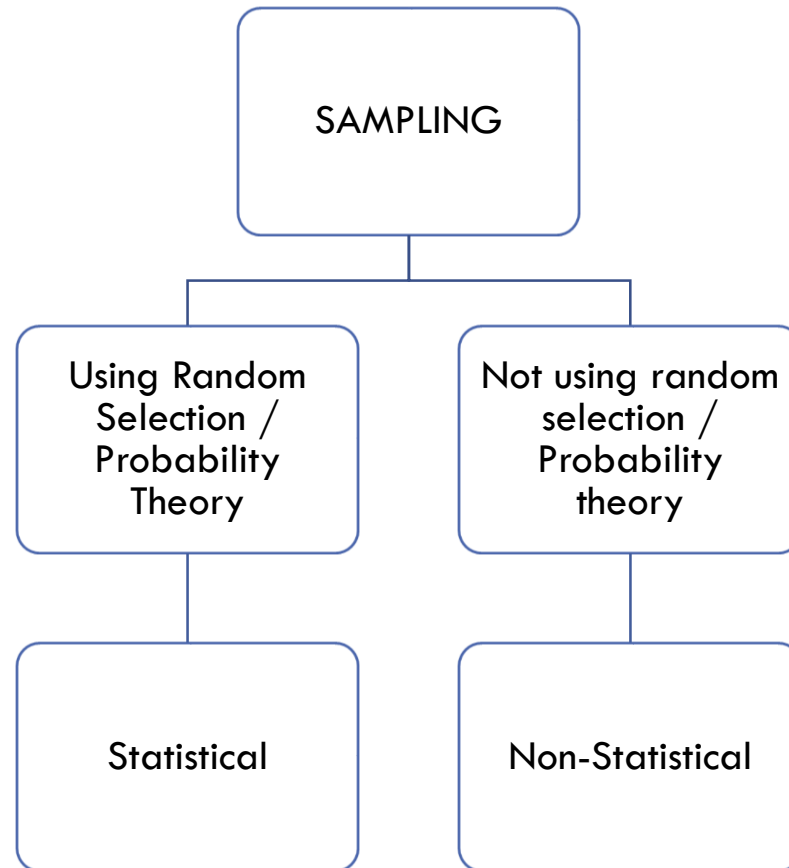 SAMPLING
Using Random
Selection /
Probability
Theory
Not using random
selection /
Probability
theory
Statistical
Non-Statistical